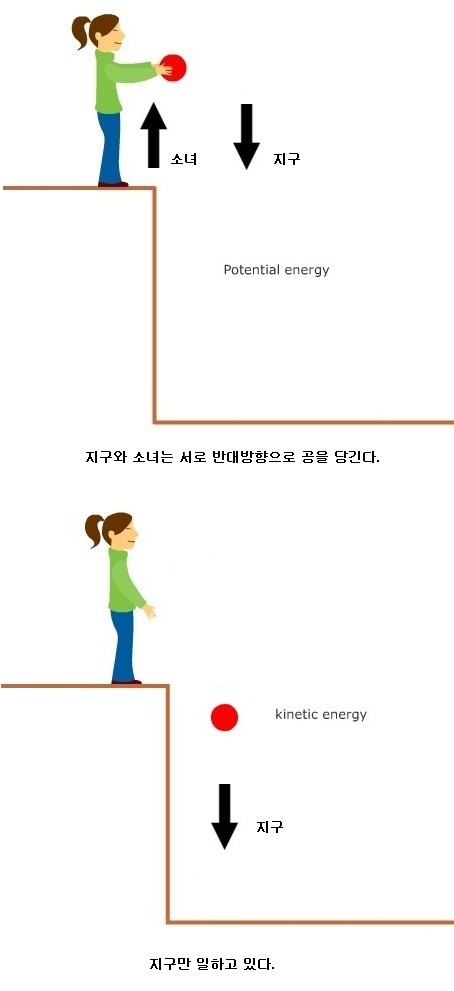 소녀
지구
Potential energy
지구와 소녀는 서로 반대방향으로 공을 당긴다.
kinetic energy
지구
지구만 일하고 있다.